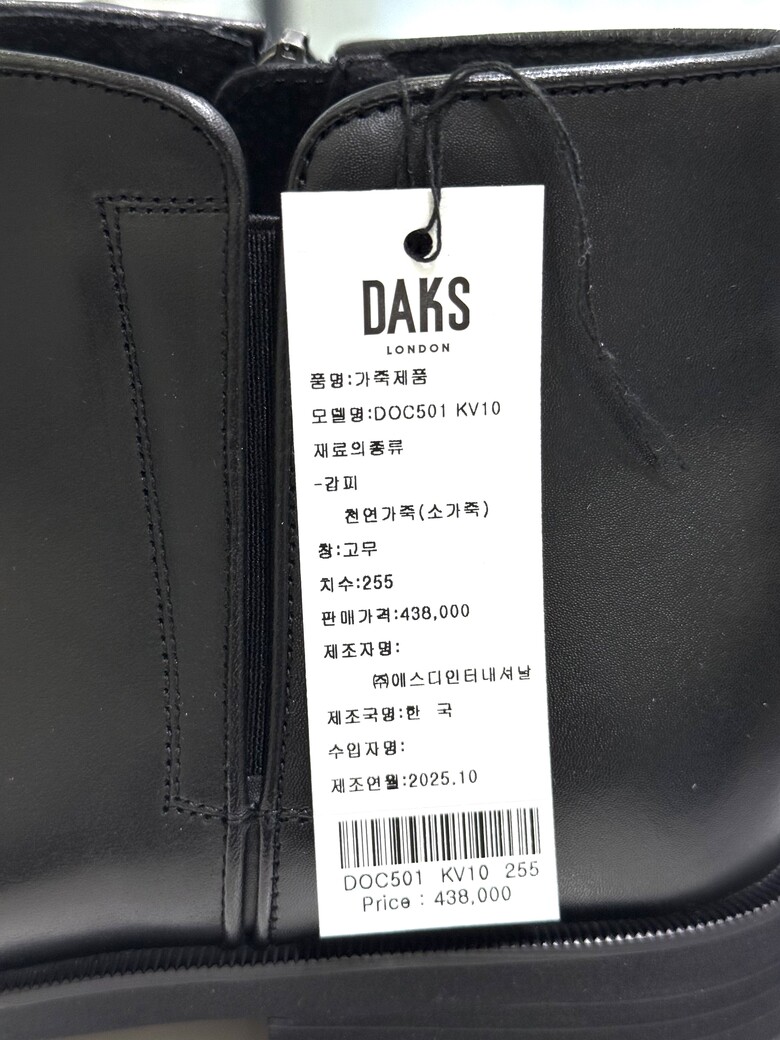 DAKS
LONDON
품명:가죽제품
모델명:DOC501 KV10
재료의종류
-갑피
천연가죽(소가죽)
창:고무
치수:255
판매가격:438,000
제조자명:
㈜에스디인터내셔날
제조국명:한 국
수입자명:
제조연월:2025.10
DOC501 KV10 255
Price : 438,000